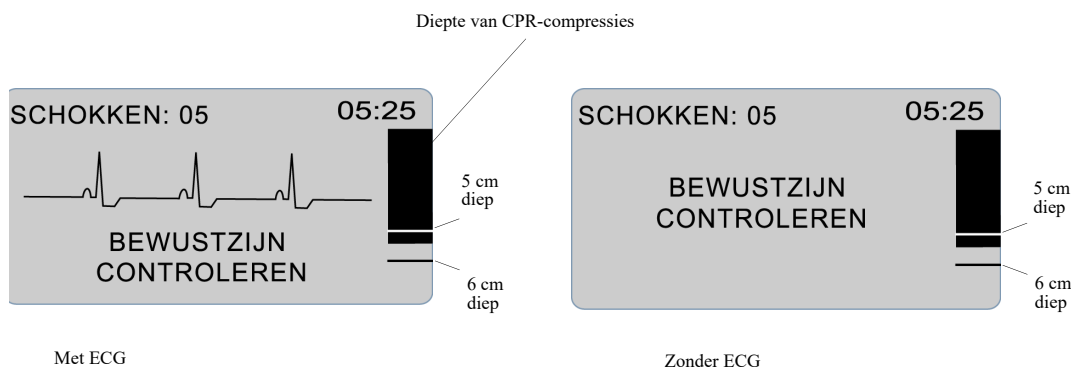 Diepte van CPR-compressies
SCHOKKEN: 05
05:25
BEWUSTZIJN
CONTROLEREN
5 cm
diep
6 cm
diep
Met ECG
SCHOKKEN: 05
05:25
BEWUSTZIJN
CONTROLEREN
5 cm
diep
6 cm
diep
Zonder ECG